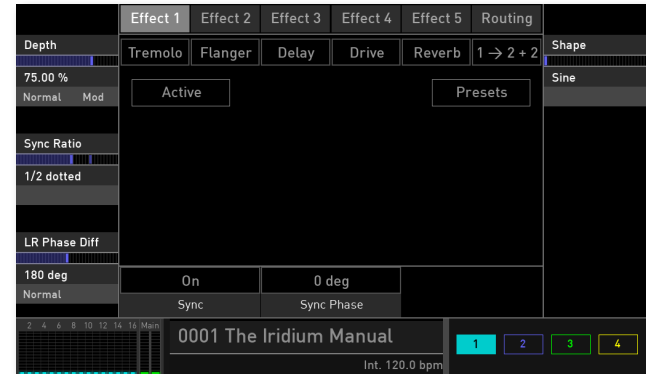 Effect 1 Effect 2 Effect 3 Effect 4 Effect 5 Routing
Depth Tremolo Flanger Delay Drive Reverb 1 → 2 + 2 Shape
75.00 % Sine
Normal Mod Active Presets
Sync Ratio
1/2 dotted
LR Phase Diff
180 deg On 0 deg
Normal Sync Sync Phase
2 4 6 8 10 12 14 16 Main
0001 The Iridium Manual
1 2 3 4
Int. 120.0 bpm